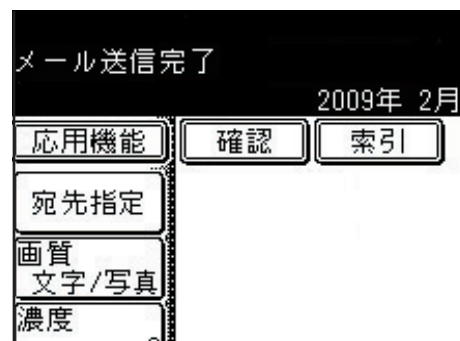 メール送信完了
2009年 2月
応用機能 確認 索引
宛先指定
画質
文字/写真
濃度